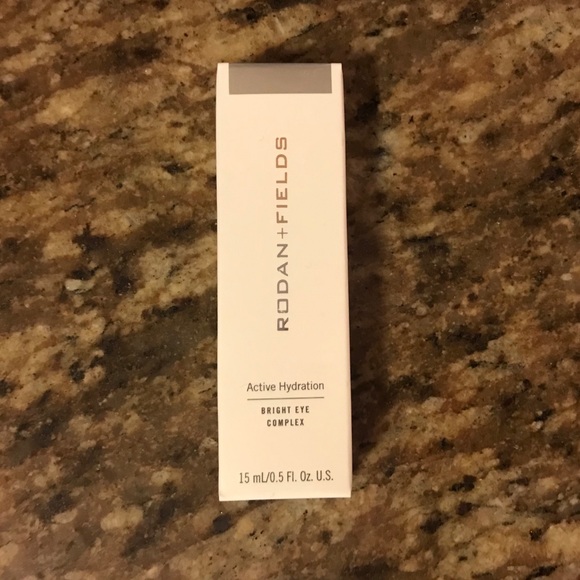 RODAN+FIELDS
Active Hydration
BRIGHT EYE
COMPLEX
15 mL/0.5 Fl. Oz. U.S.